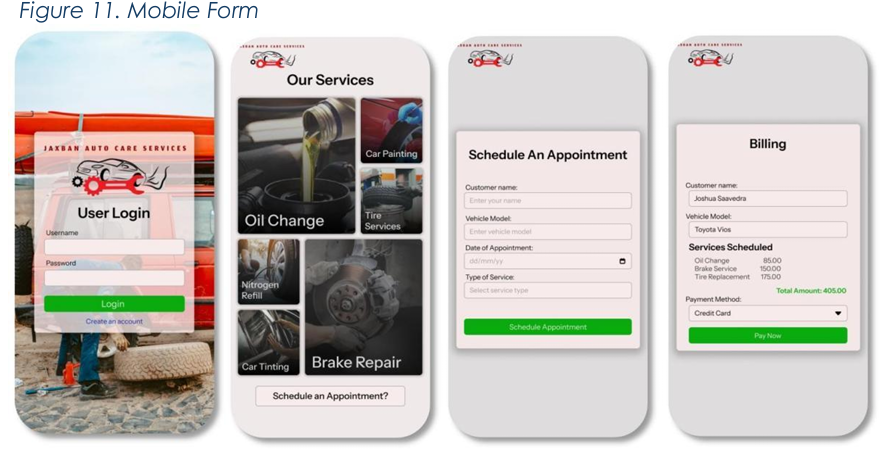 Figure 11. Mobile Form
JAXBAN AUTO CARE SERVICES
User Login
Username
Password
Login
Create an account
JAXBAN AUTO CARE SERVICES
Our Services
Oil Change
Car Painting
Tire
Services
Nitrogen
Refill
Car Tinting
Brake Repair
Schedule an Appointment?
JAXBAN AUTO CARE SERVICES
Schedule An Appointment
Customer name:
Enter your name
Vehicle Model:
Enter vehicle model
Date of Appointment:
dd/mm/yy
Type of Service:
Select service type
Schedule Appointment
JAXBAN AUTO CARE SERVICES
Billing
Customer name:
Joshua Saavedra
Vehicle Model:
Toyota Vios
Services Scheduled
Oil Change 85.00
Brake Service 150.00
Tire Replacement 175.00
Total Amount: 405.00
Payment Method:
Credit Card
Pay Now